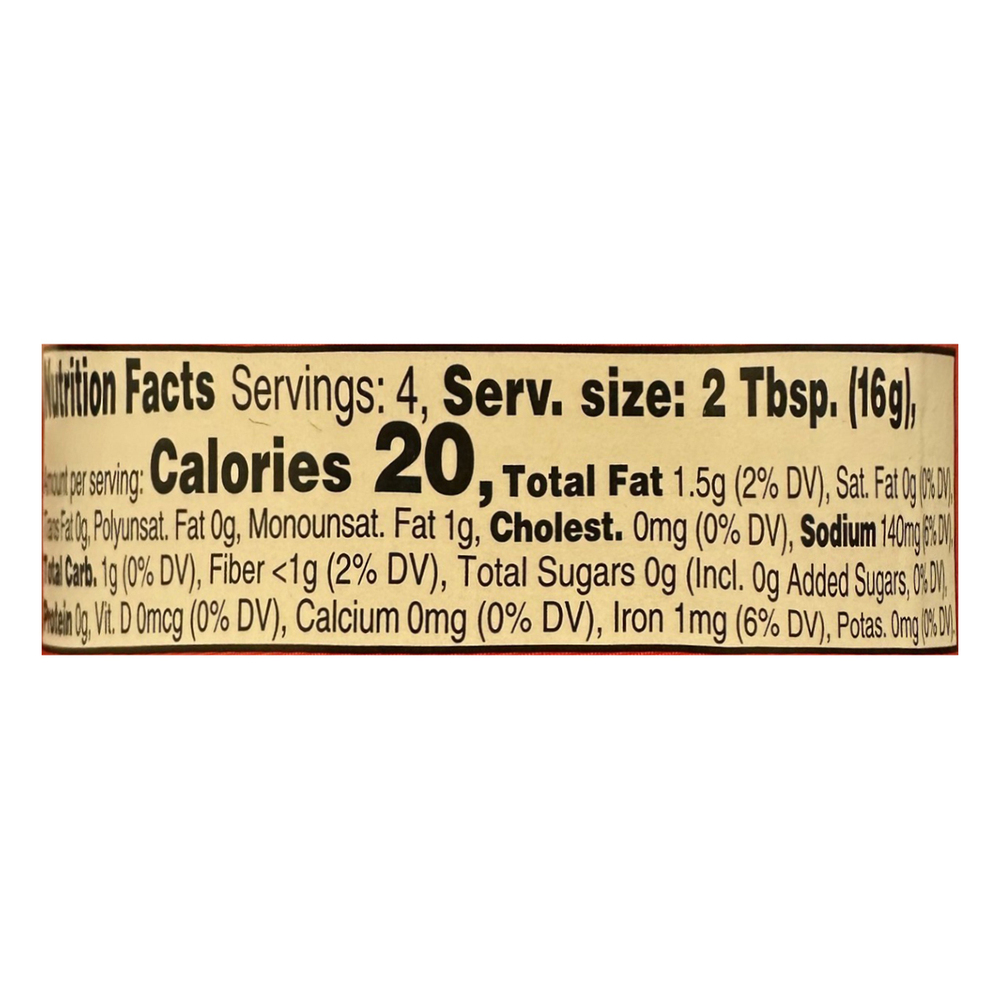 Nutrition Facts Servings: 4, Serv. size: 2 Tbsp. (16g),
Amount per serving: Calories 20, Total Fat 1.5g (2% DV), Sat. Fat 0g (0% DV),
Trans Fat 0g, Polyunsat. Fat 0g, Monounsat. Fat 1g, Cholest. 0mg (0% DV), Sodium 140mg (6% DV),
Total Carb. 1g (0% DV), Fiber <1g (2% DV), Total Sugars 0g (Incl. 0g Added Sugars, 0% DV),
Protein 0g, Vit. D 0mcg (0% DV), Calcium 0mg (0% DV), Iron 1mg (6% DV), Potas. 0mg (0% DV).